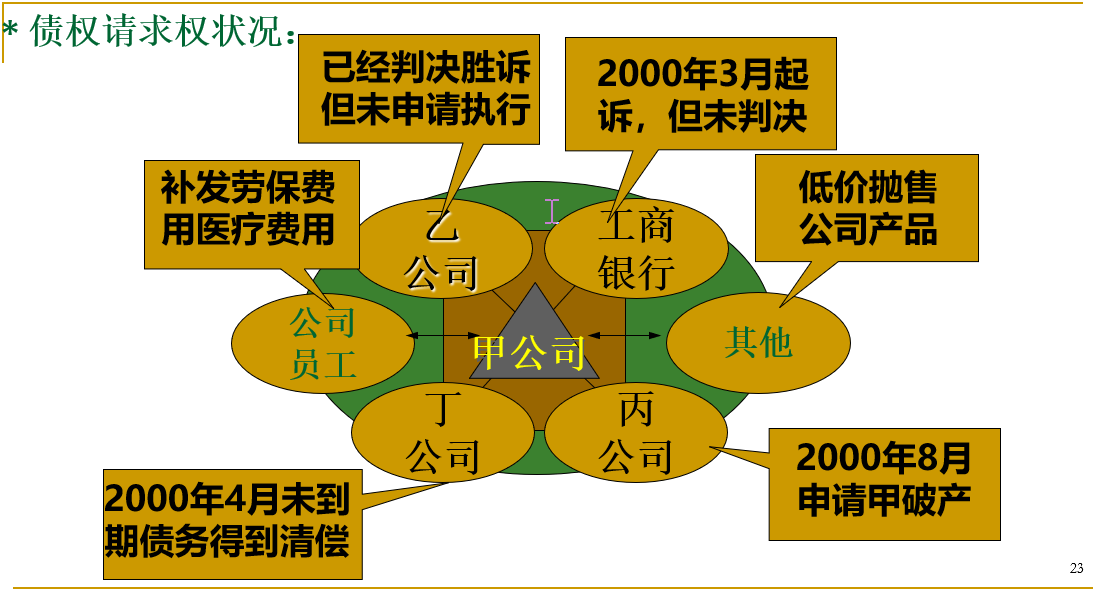 * 债权请求权状况：
已经判决胜诉
但未申请执行
2000年3月起
诉，但未判决
补发劳保费
用医疗费用
低价抛售
公司产品
乙
公司
工商
银行
公司
员工
甲公司
其他
丁
公司
丙
公司
2000年4月未到
期债务得到清偿
2000年8月
申请甲破产
23